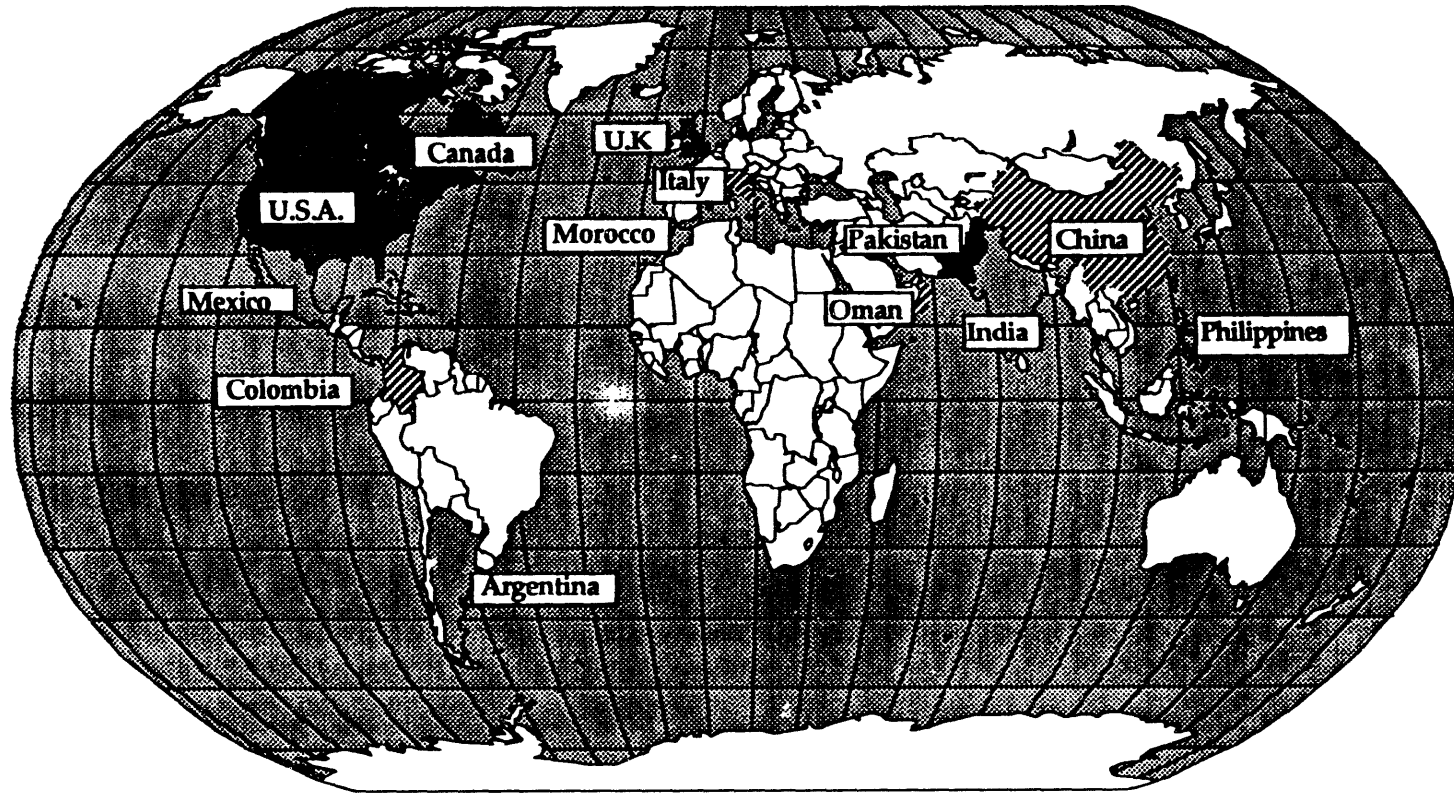 U.K
Canada
Italy
U.S.A.
Morocco
Pakistan
China
Mexico
Oman
India
Philippines
Colombia
Argentina